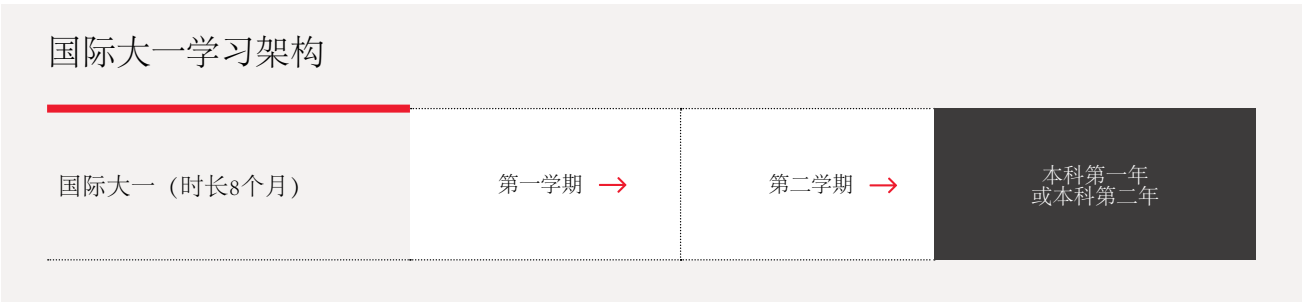 国际大一学习架构
国际大一（时长8个月）
第一学期 →
第二学期 →
本科第一年
或本科第二年